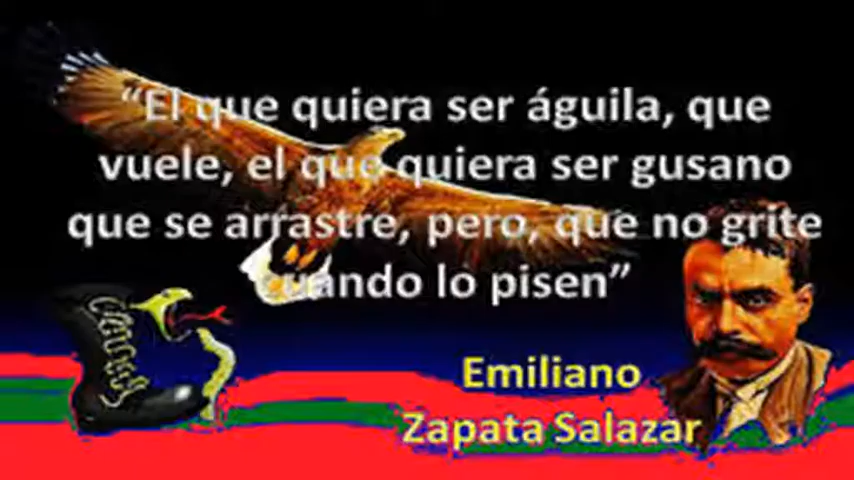 “El que quiera ser águila, que
vuele, el que quiera ser gusano
que se arrastre, pero, que no grite
cuando lo pisen”
Emiliano
Zapata Salazar